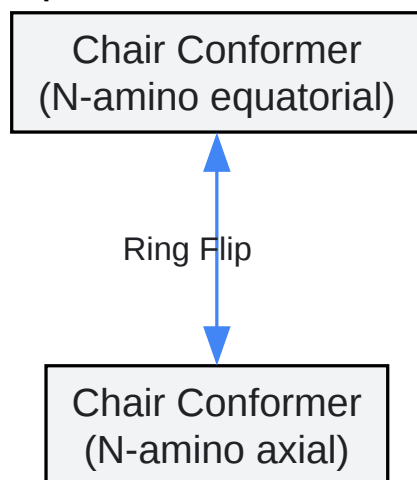 Chair Conformer
(N-amino equatorial)
Ring Flip
Chair Conformer
(N-amino axial)